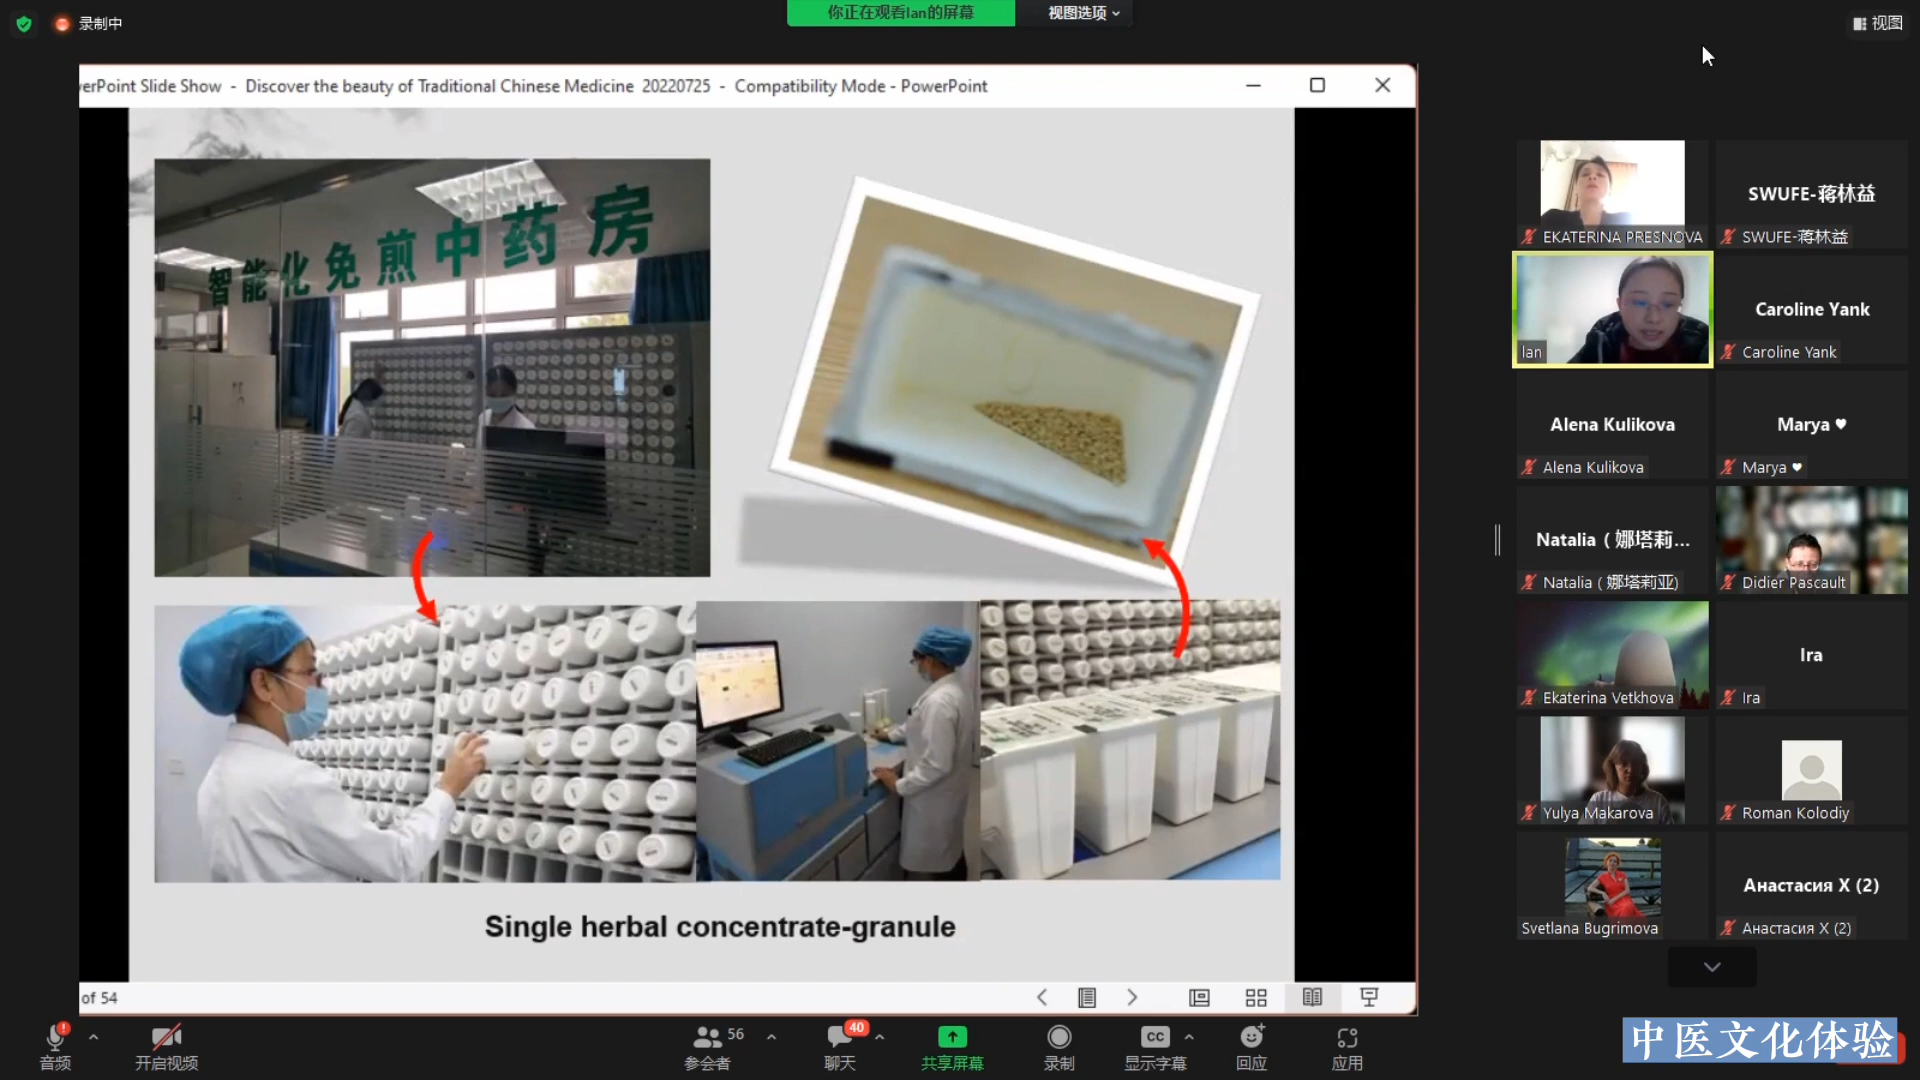 录制中
你正在观看lan的屏幕
视图选项
视图
erPoint Slide Show - Discover the beauty of Traditional Chinese Medicine 20220725 - Compatibility Mode - PowerPoint
智能化免煎中药房
Single herbal concentrate-granule
of 54
EKATERINA PRESNOVA
SWUFE-蒋林益
SWUFE-蒋林益
lan
Caroline Yank
Caroline Yank
Alena Kulikova
Alena Kulikova
Marya ♥
Marya ♥
Natalia ( 娜塔莉...
Natalia ( 娜塔莉亚)
Didier Pascault
Ekaterina Vetkhova
Ira
Ira
Yulya Makarova
Roman Kolodiy
Svetlana Bugrimova
Анастасия Х (2)
Анастасия Х (2)
音频
开启视频
56
参会者
40
聊天
共享屏幕
录制
CC
显示字幕
回应
应用
中医文化体验